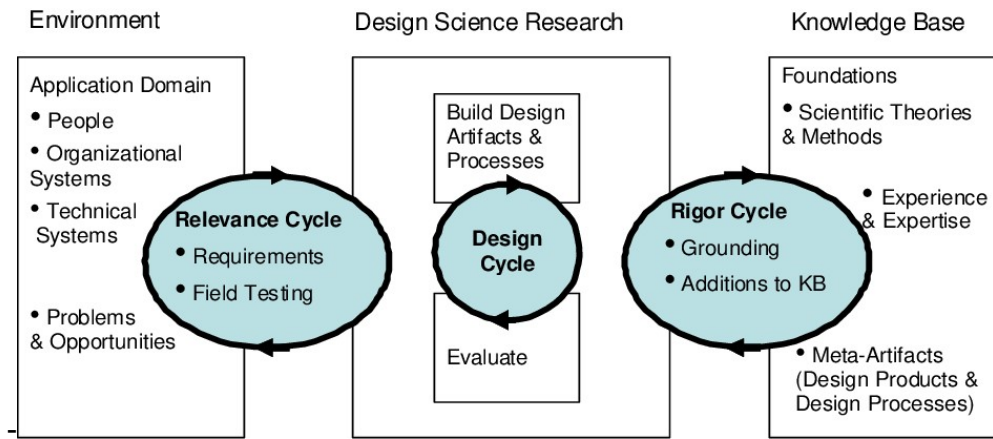 Environment
Design Science Research
Knowledge Base
Application Domain
• People
• Organizational
Systems
• Technical
Systems
• Problems
& Opportunities
Relevance Cycle
• Requirements
• Field Testing
Build Design
Artifacts &
Processes
Design
Cycle
Evaluate
Rigor Cycle
• Grounding
• Additions to KB
Foundations
• Scientific Theories
& Methods
• Experience
& Expertise
• Meta-Artifacts
(Design Products &
Design Processes)